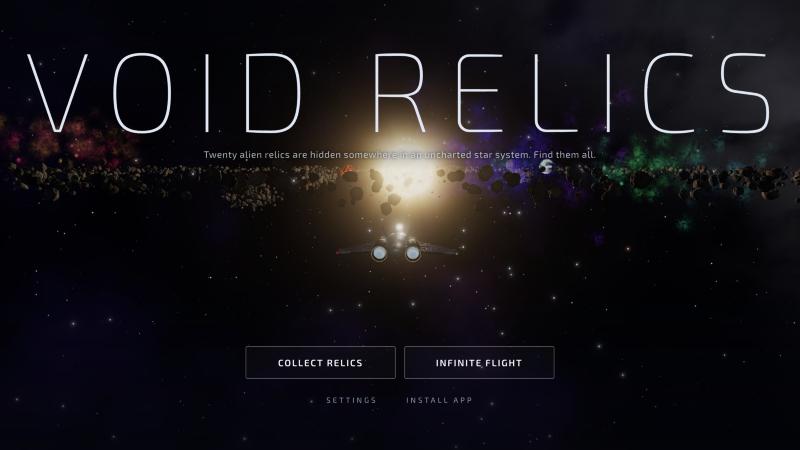 VOID RELICS
Twenty alien relics are hidden somewhere in an uncharted star system. Find them all.
COLLECT RELICS
INFINITE FLIGHT
SETTINGS
INSTALL APP